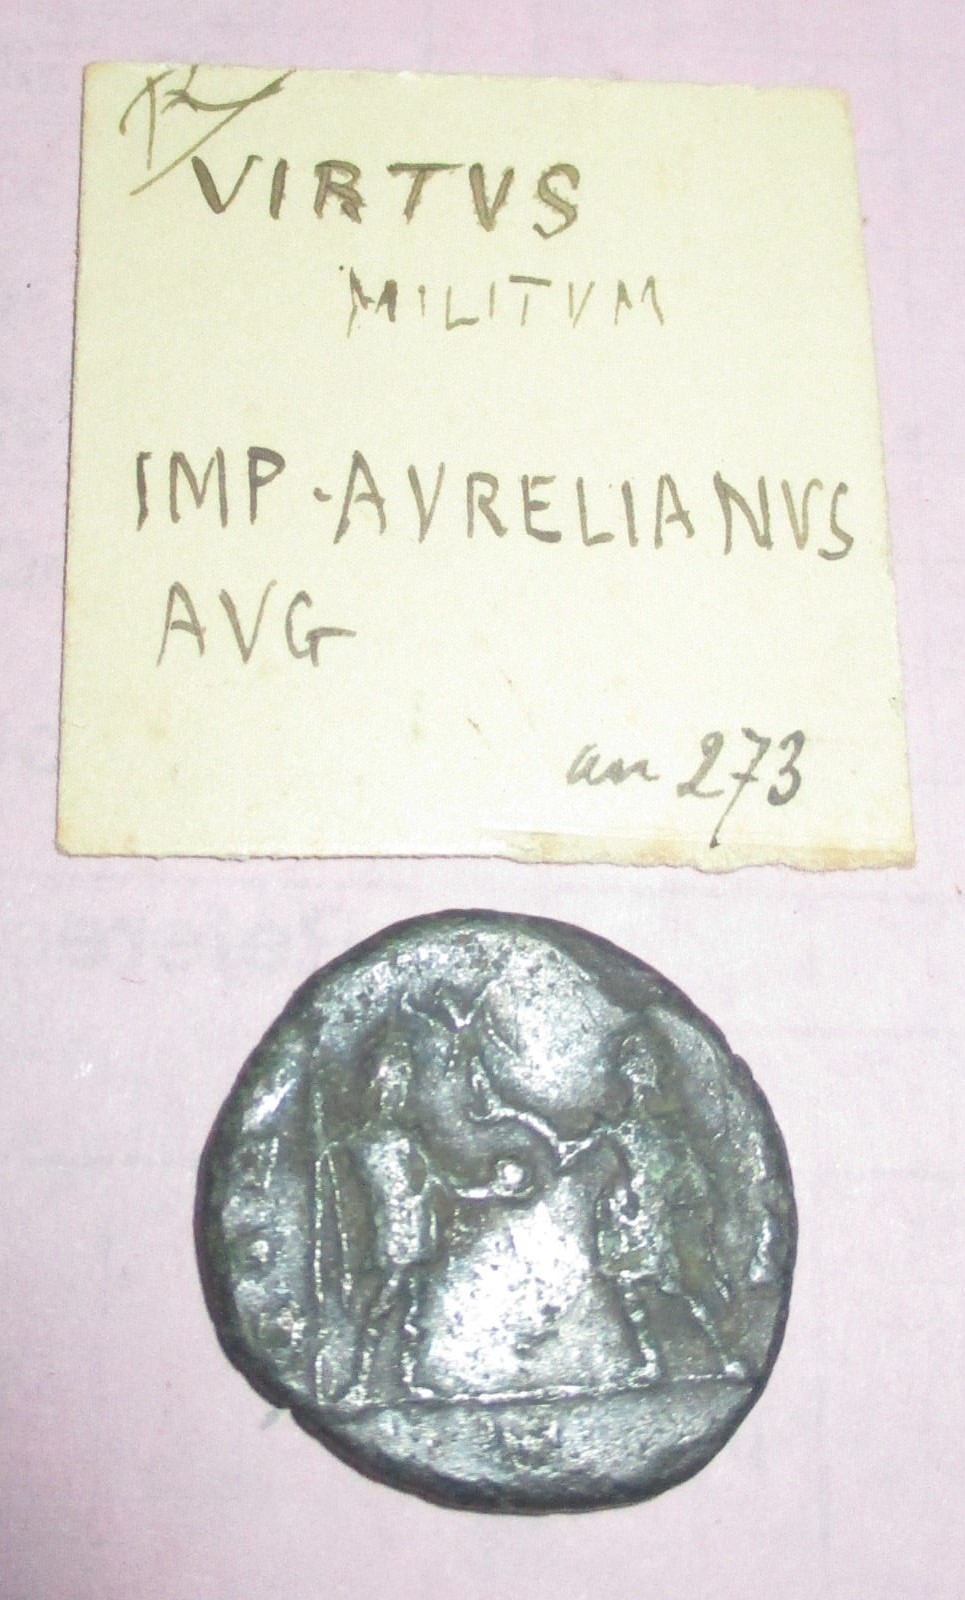 VIRTVS
MILITVM
IMP.AVRELIANVS
AVG
an 273